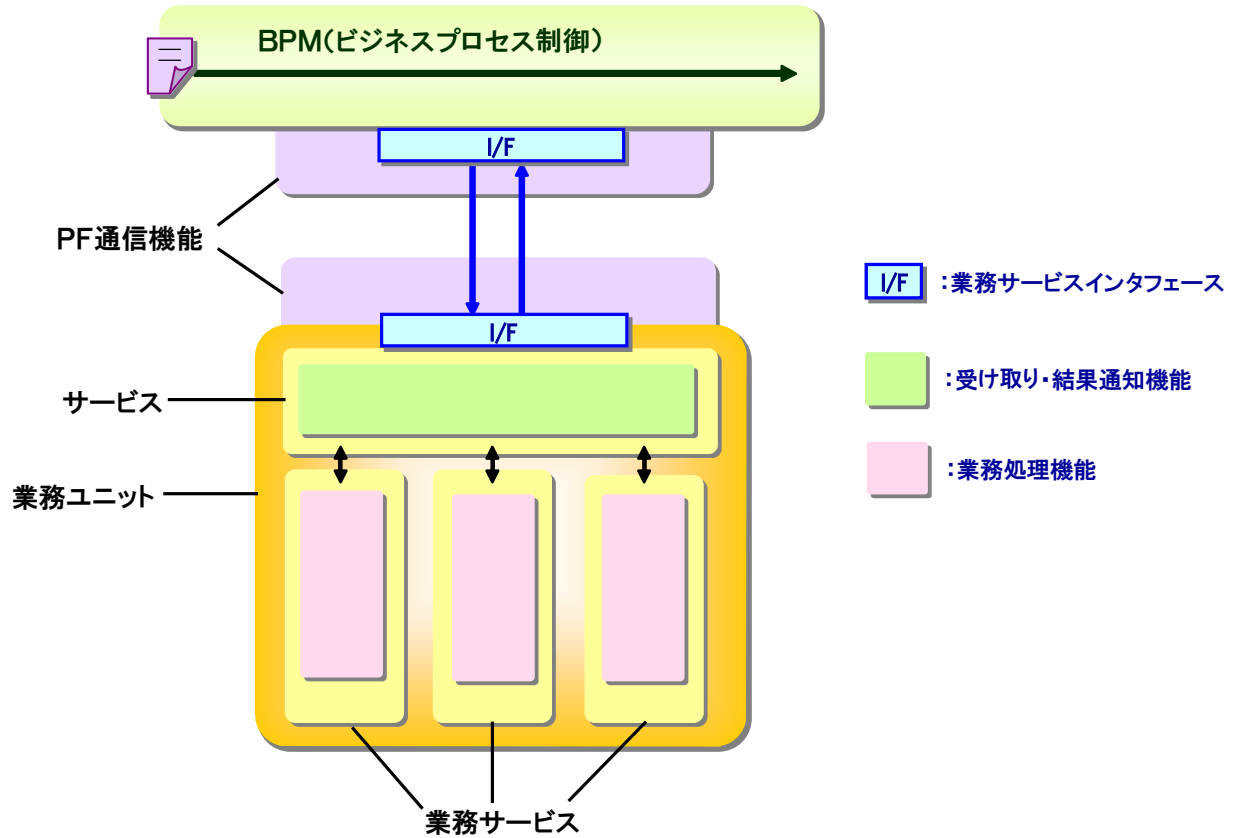 BPM(ビジネスプロセス制御)
I/F
PF通信機能
I/F
I/F :業務サービスインタフェース
サービス
:受け取り・結果通知機能
業務ユニット
:業務処理機能
業務サービス